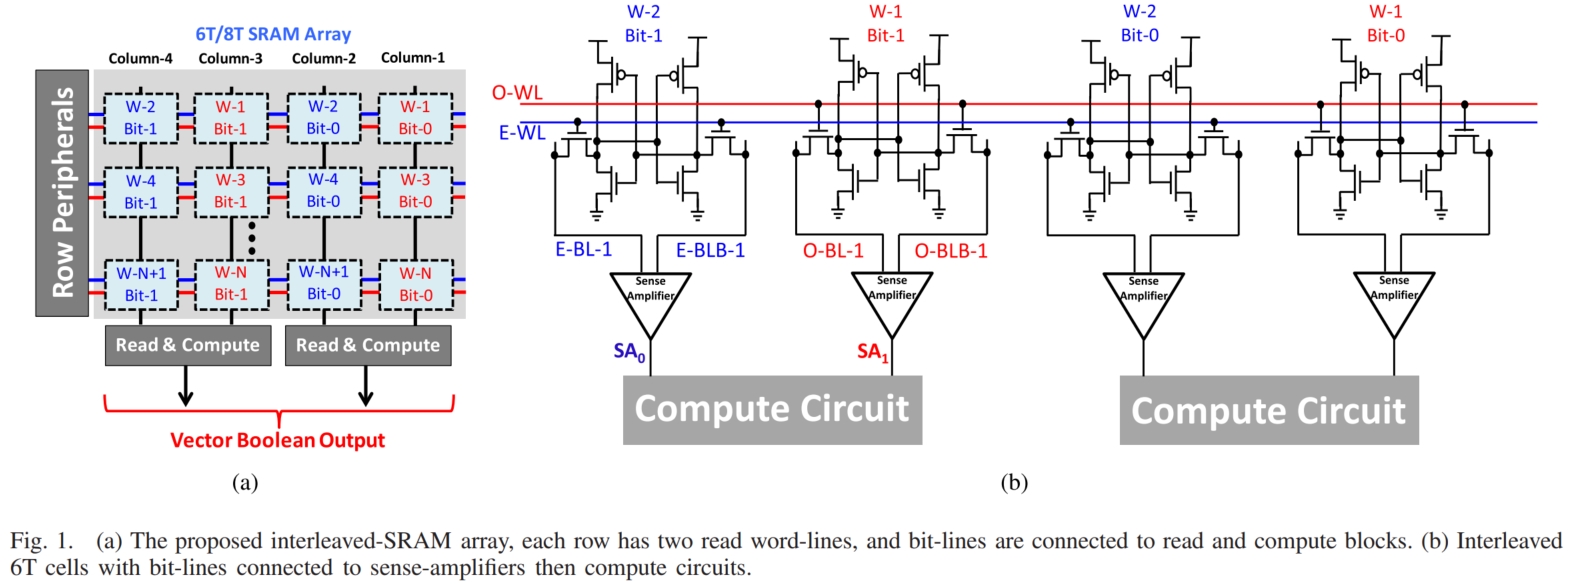 6T/8T SRAM Array
Column-4 Column-3 Column-2 Column-1
Row Peripherals
W-2 W-1 W-2 W-1
Bit-1 Bit-1 Bit-0 Bit-0
W-4 W-3 W-4 W-3
Bit-1 Bit-1 Bit-0 Bit-0
W-N+1 W-N W-N+1 W-N
Bit-1 Bit-1 Bit-0 Bit-0
Read & Compute Read & Compute
Vector Boolean Output
(a)
W-2 W-1 W-2 W-1
Bit-1 Bit-1 Bit-0 Bit-0
O-WL
E-WL
E-BL-1 E-BLB-1 O-BL-1 O-BLB-1
Sense Sense Sense Sense
Amplifier Amplifier Amplifier Amplifier
SA0 SA1
Compute Circuit Compute Circuit
(b)
Fig. 1. (a) The proposed interleaved-SRAM array, each row has two read word-lines, and bit-lines are connected to read and compute blocks. (b) Interleaved
6T cells with bit-lines connected to sense-amplifiers then compute circuits.